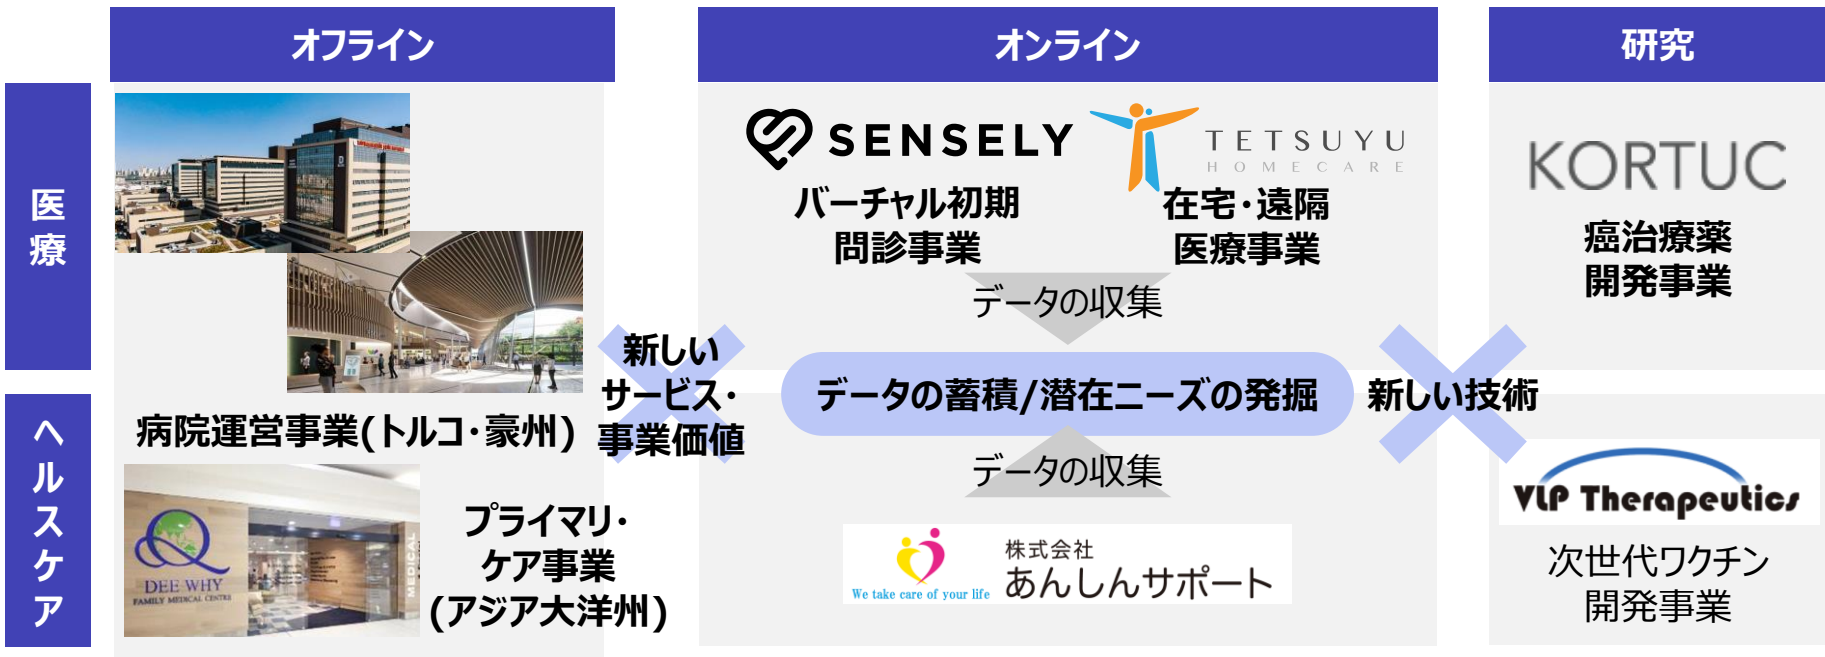 オフライン
オンライン
研究
医療
ヘルスケア
病院運営事業(トルコ・豪州)
DEE WHY
FAMILY MEDICAL CENTRE
MEDICAL
プライマリ・
ケア事業
(アジア大洋州)
新しい
サービス・
事業価値
SENSELY
バーチャル初期
問診事業
TETSUYU
HOMECARE
在宅・遠隔
医療事業
データの収集
データの蓄積/潜在ニーズの発掘
データの収集
We take care of your life
株式会社
あんしんサポート
新しい技術
KORTUC
癌治療薬
開発事業
VLP Therapeutics
次世代ワクチン
開発事業